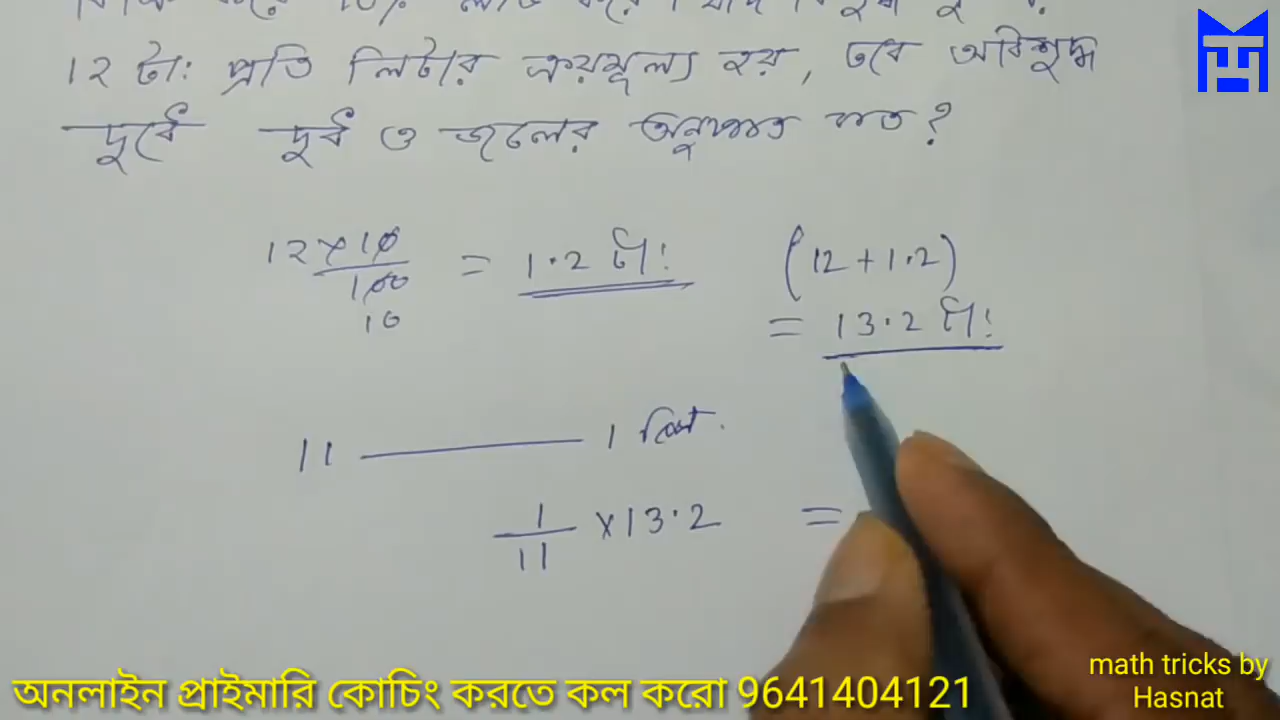 ১২ টাঃ প্রতি লিটার ক্রয়মূল্য হয়, তবে অবিশুদ্ধ
দুধে দুধ ও জলের অনুপাত কত?
12 × 10 / 100 = 1.2 টা:
10
(12 + 1.2)
= 13.2 টা:
11 —— 1 লিট.
1/11 × 13.2 =
অনলাইন প্রাইমারি কোচিং করতে কল করো 9641404121
math tricks by
Hasnat